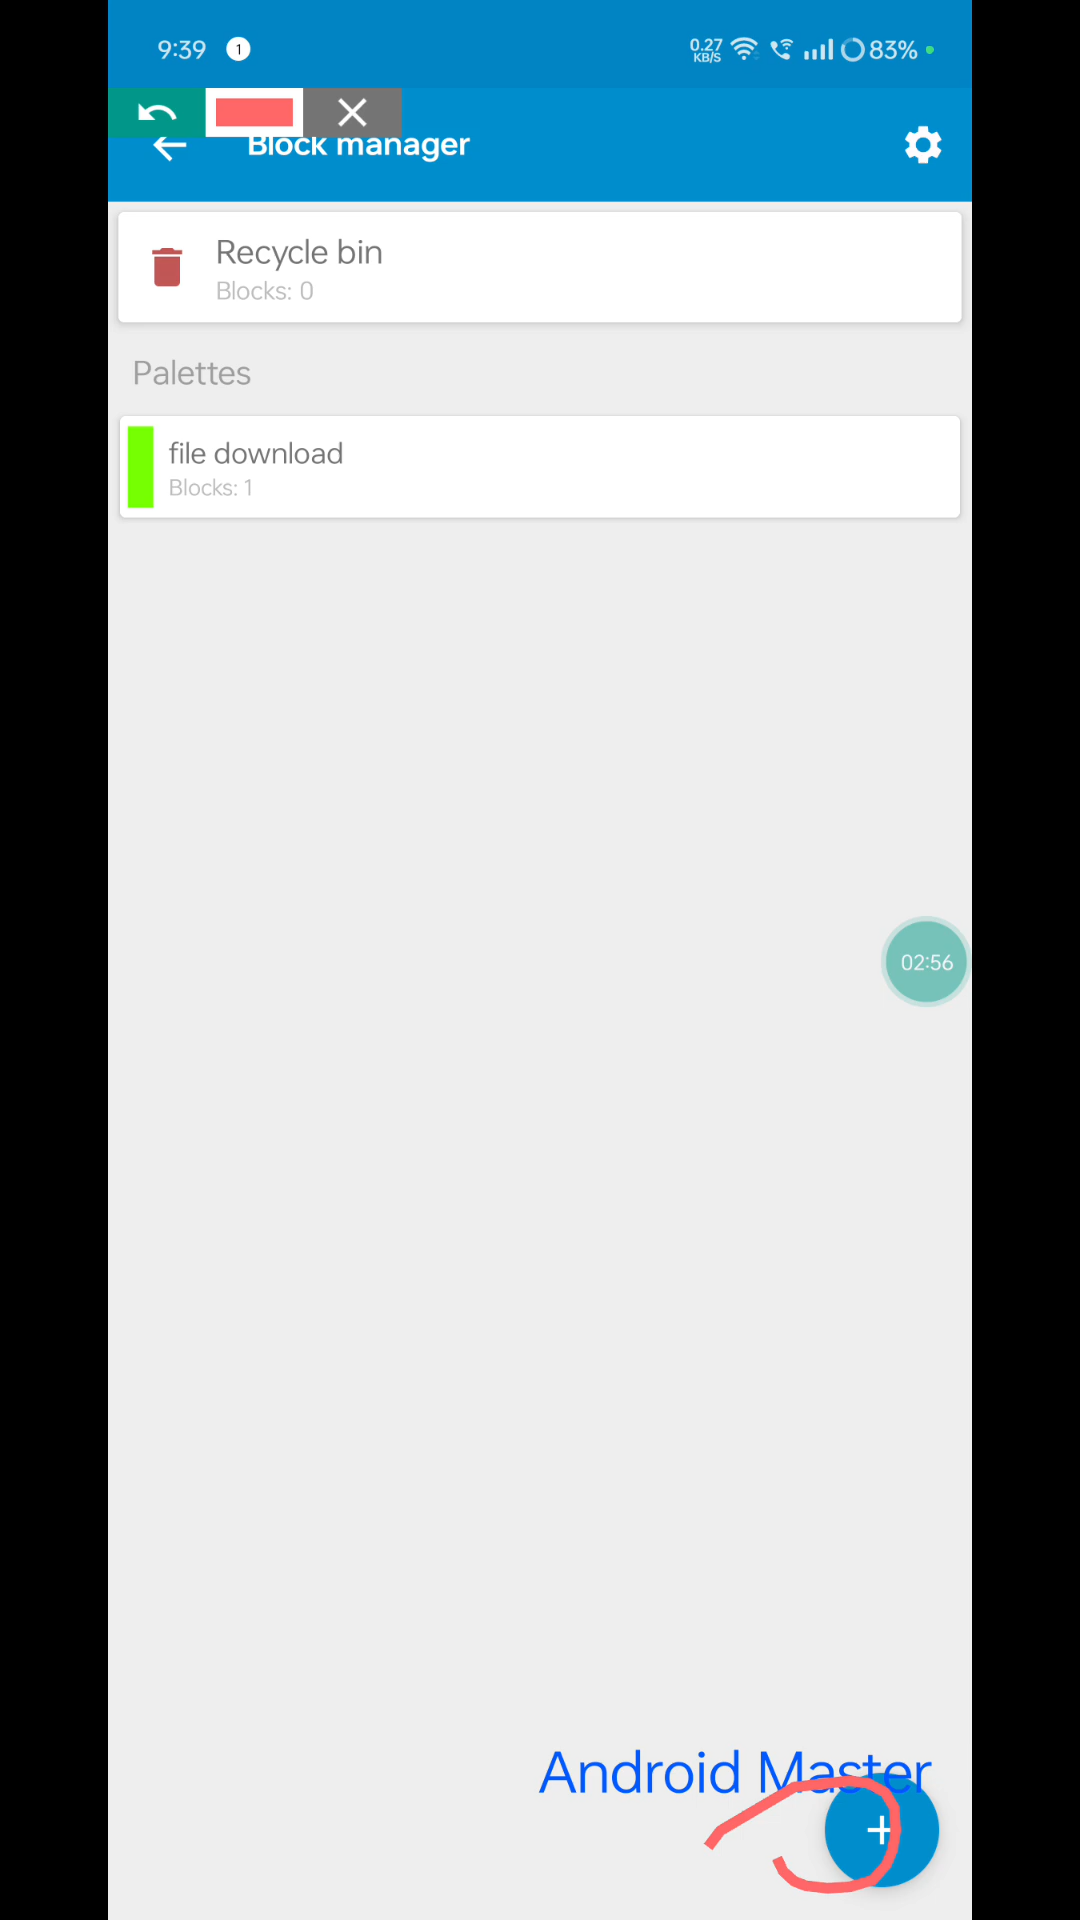 9:39 1 0.27 KB/S 83%
Block manager
Recycle bin
Blocks: 0
Palettes
file download
Blocks: 1
02:56
Android Master
+